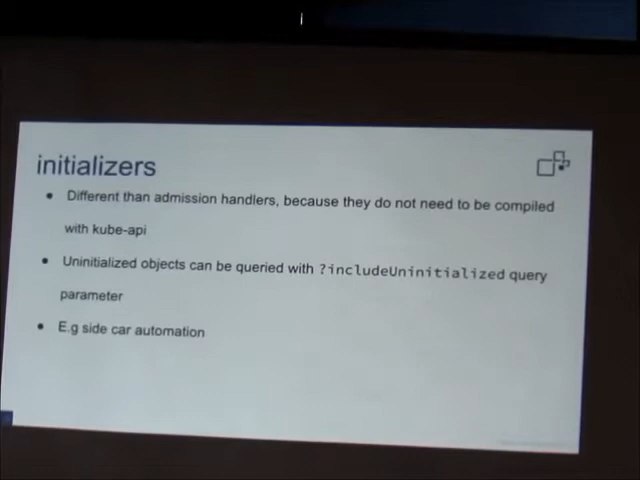 initializers
Different than admission handlers, because they do not need to be compiled
with kube-api
Uninitialized objects can be queried with ?includeUninitialized query
parameter
E.g side car automation